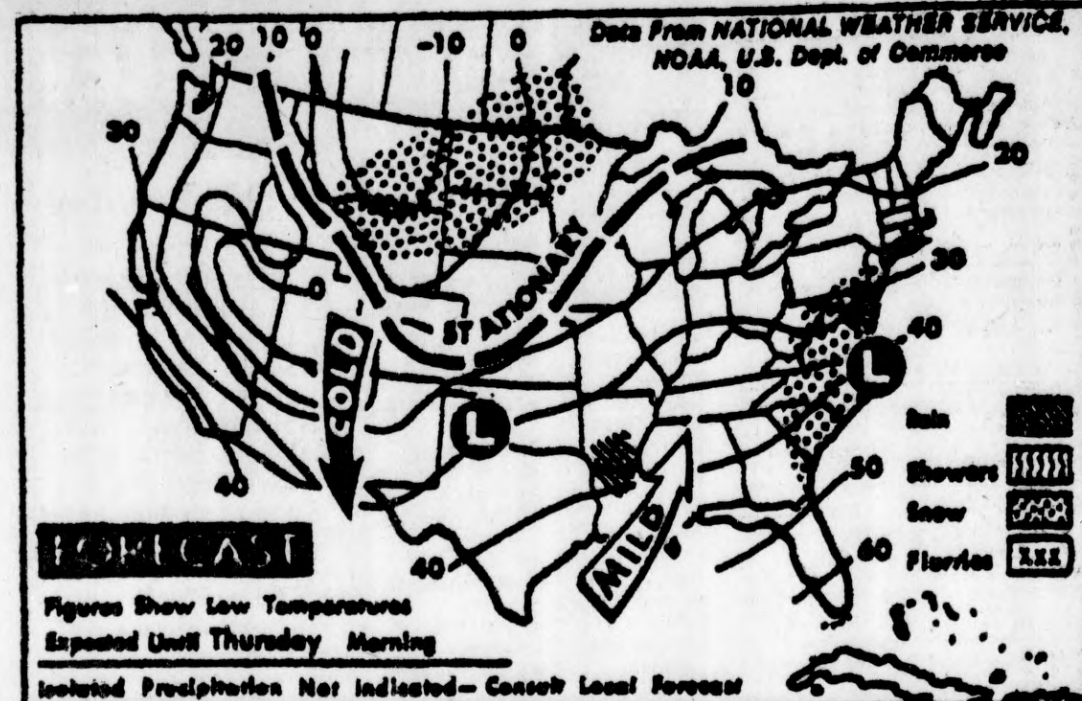 Data From NATIONAL WEATHER SERVICE,
NOAA, U.S. Dept. of Commerce
20 10 0 -10 0 10
30
20
0
30
STATIONARY
COLD
40
L
L
Rain
Showers
Snow
Flurries XXX
40
50
40
60
MILD
FORECAST
Figures Show Low Temperatures
Expected Until Thursday Morning
Isolated Precipitation Not Indicated— Consult Local Forecast